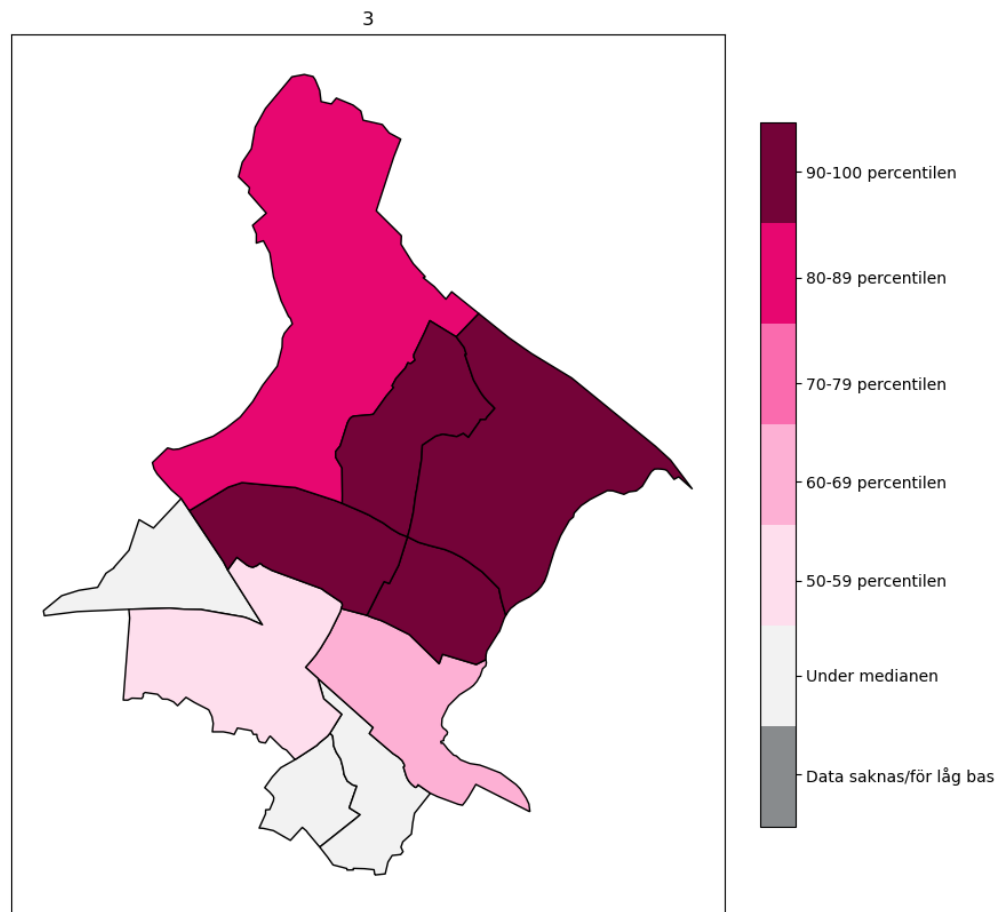 3
90-100 percentilen
80-89 percentilen
70-79 percentilen
60-69 percentilen
50-59 percentilen
Under medianen
Data saknas/för låg bas